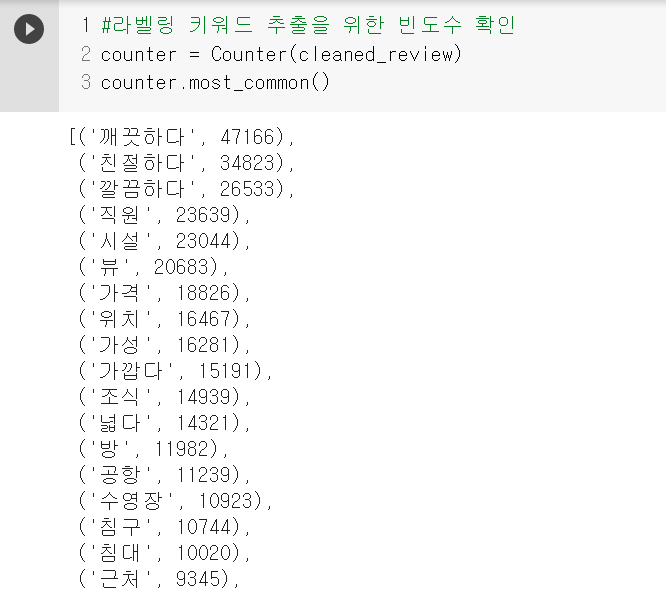 1 #라벨링 키워드 추출을 위한 빈도수 확인
2 counter = Counter(cleaned_review)
3 counter.most_common()
[('깨끗하다', 47166),
('친절하다', 34823),
('깔끔하다', 26533),
('직원', 23639),
('시설', 23044),
('뷰', 20683),
('가격', 18826),
('위치', 16467),
('가성', 16281),
('가깝다', 15191),
('조식', 14939),
('넓다', 14321),
('방', 11982),
('공항', 11239),
('수영장', 10923),
('침구', 10744),
('침대', 10020),
('근처', 9345),